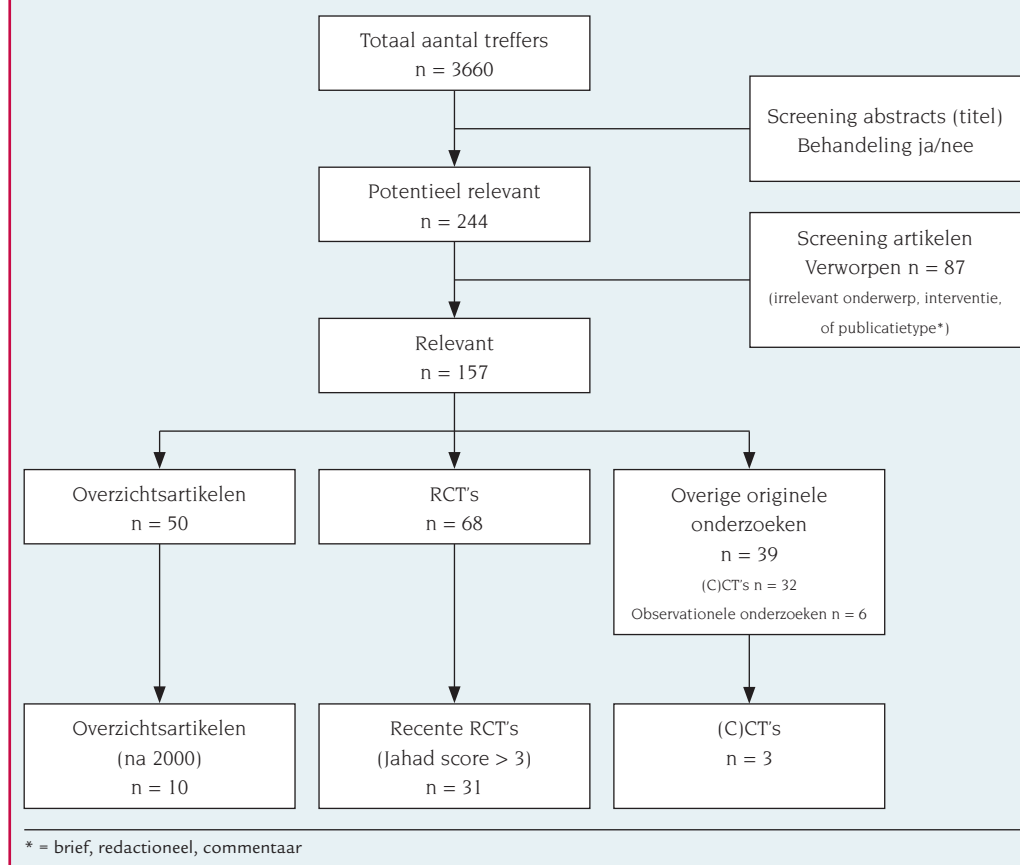 Totaal aantal treffers
n = 3660
Screening abstracts (titel)
Behandeling ja/nee
Potentieel relevant
n = 244
Screening artikelen
Verworpen n = 87
(irrelevant onderwerp, interventie,
of publicatietype*)
Relevant
n = 157
Overzichtsartikelen
n = 50
RCT's
n = 68
Overige originele
onderzoeken
n = 39
(C)CT's n = 32
Observationele onderzoeken n = 6
Overzichtsartikelen
(na 2000)
n = 10
Recente RCT's
(Jahad score > 3)
n = 31
(C)CT's
n = 3
* = brief, redactioneel, commentaar